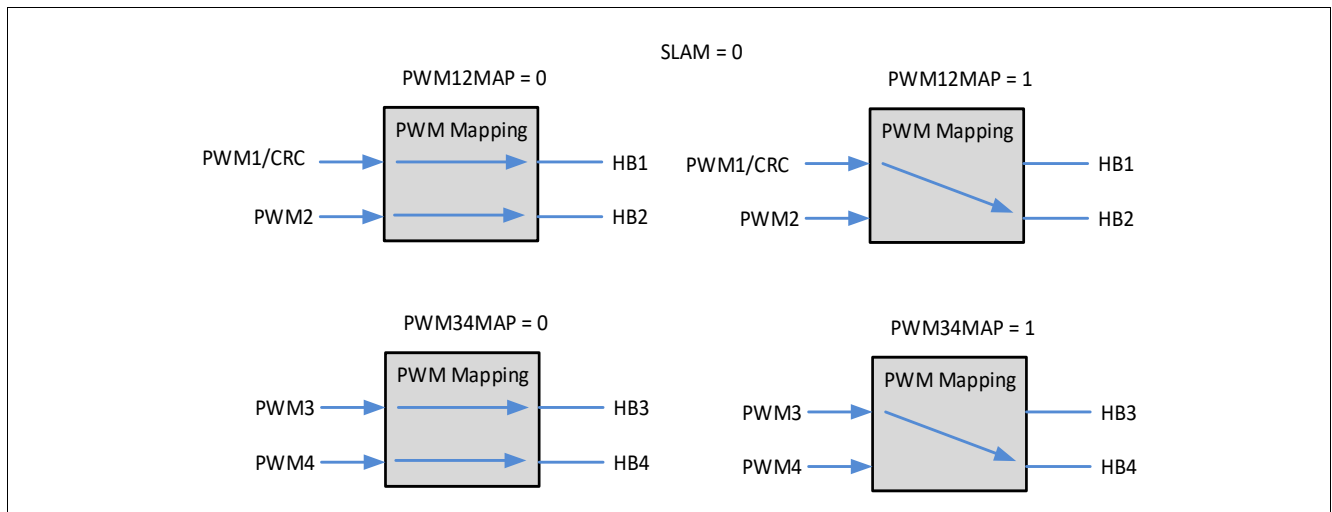 SLAM = 0
PWM12MAP = 0
PWM Mapping
PWM1/CRC
HB1
PWM2
HB2
PWM12MAP = 1
PWM Mapping
PWM1/CRC
HB1
PWM2
HB2
PWM34MAP = 0
PWM Mapping
PWM3
HB3
PWM4
HB4
PWM34MAP = 1
PWM Mapping
PWM3
HB3
PWM4
HB4